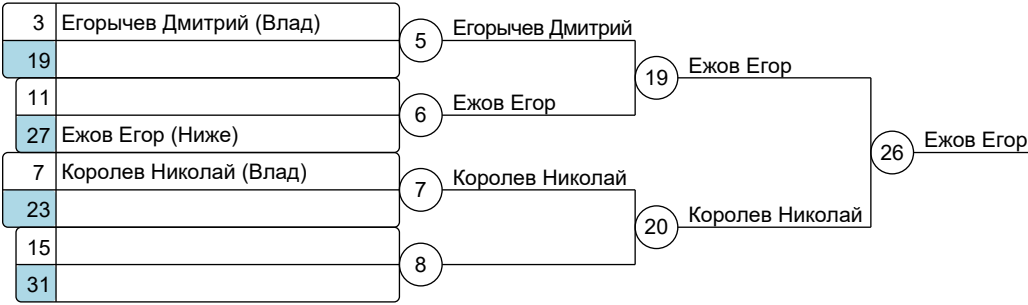 3 Егорычев Дмитрий (Влад)
19
11
27 Ежов Егор (Ниже)
7 Королев Николай (Влад)
23
15
31
5 Егорычев Дмитрий
6 Ежов Егор
7 Королев Николай
8
19 Ежов Егор
20 Королев Николай
26 Ежов Егор